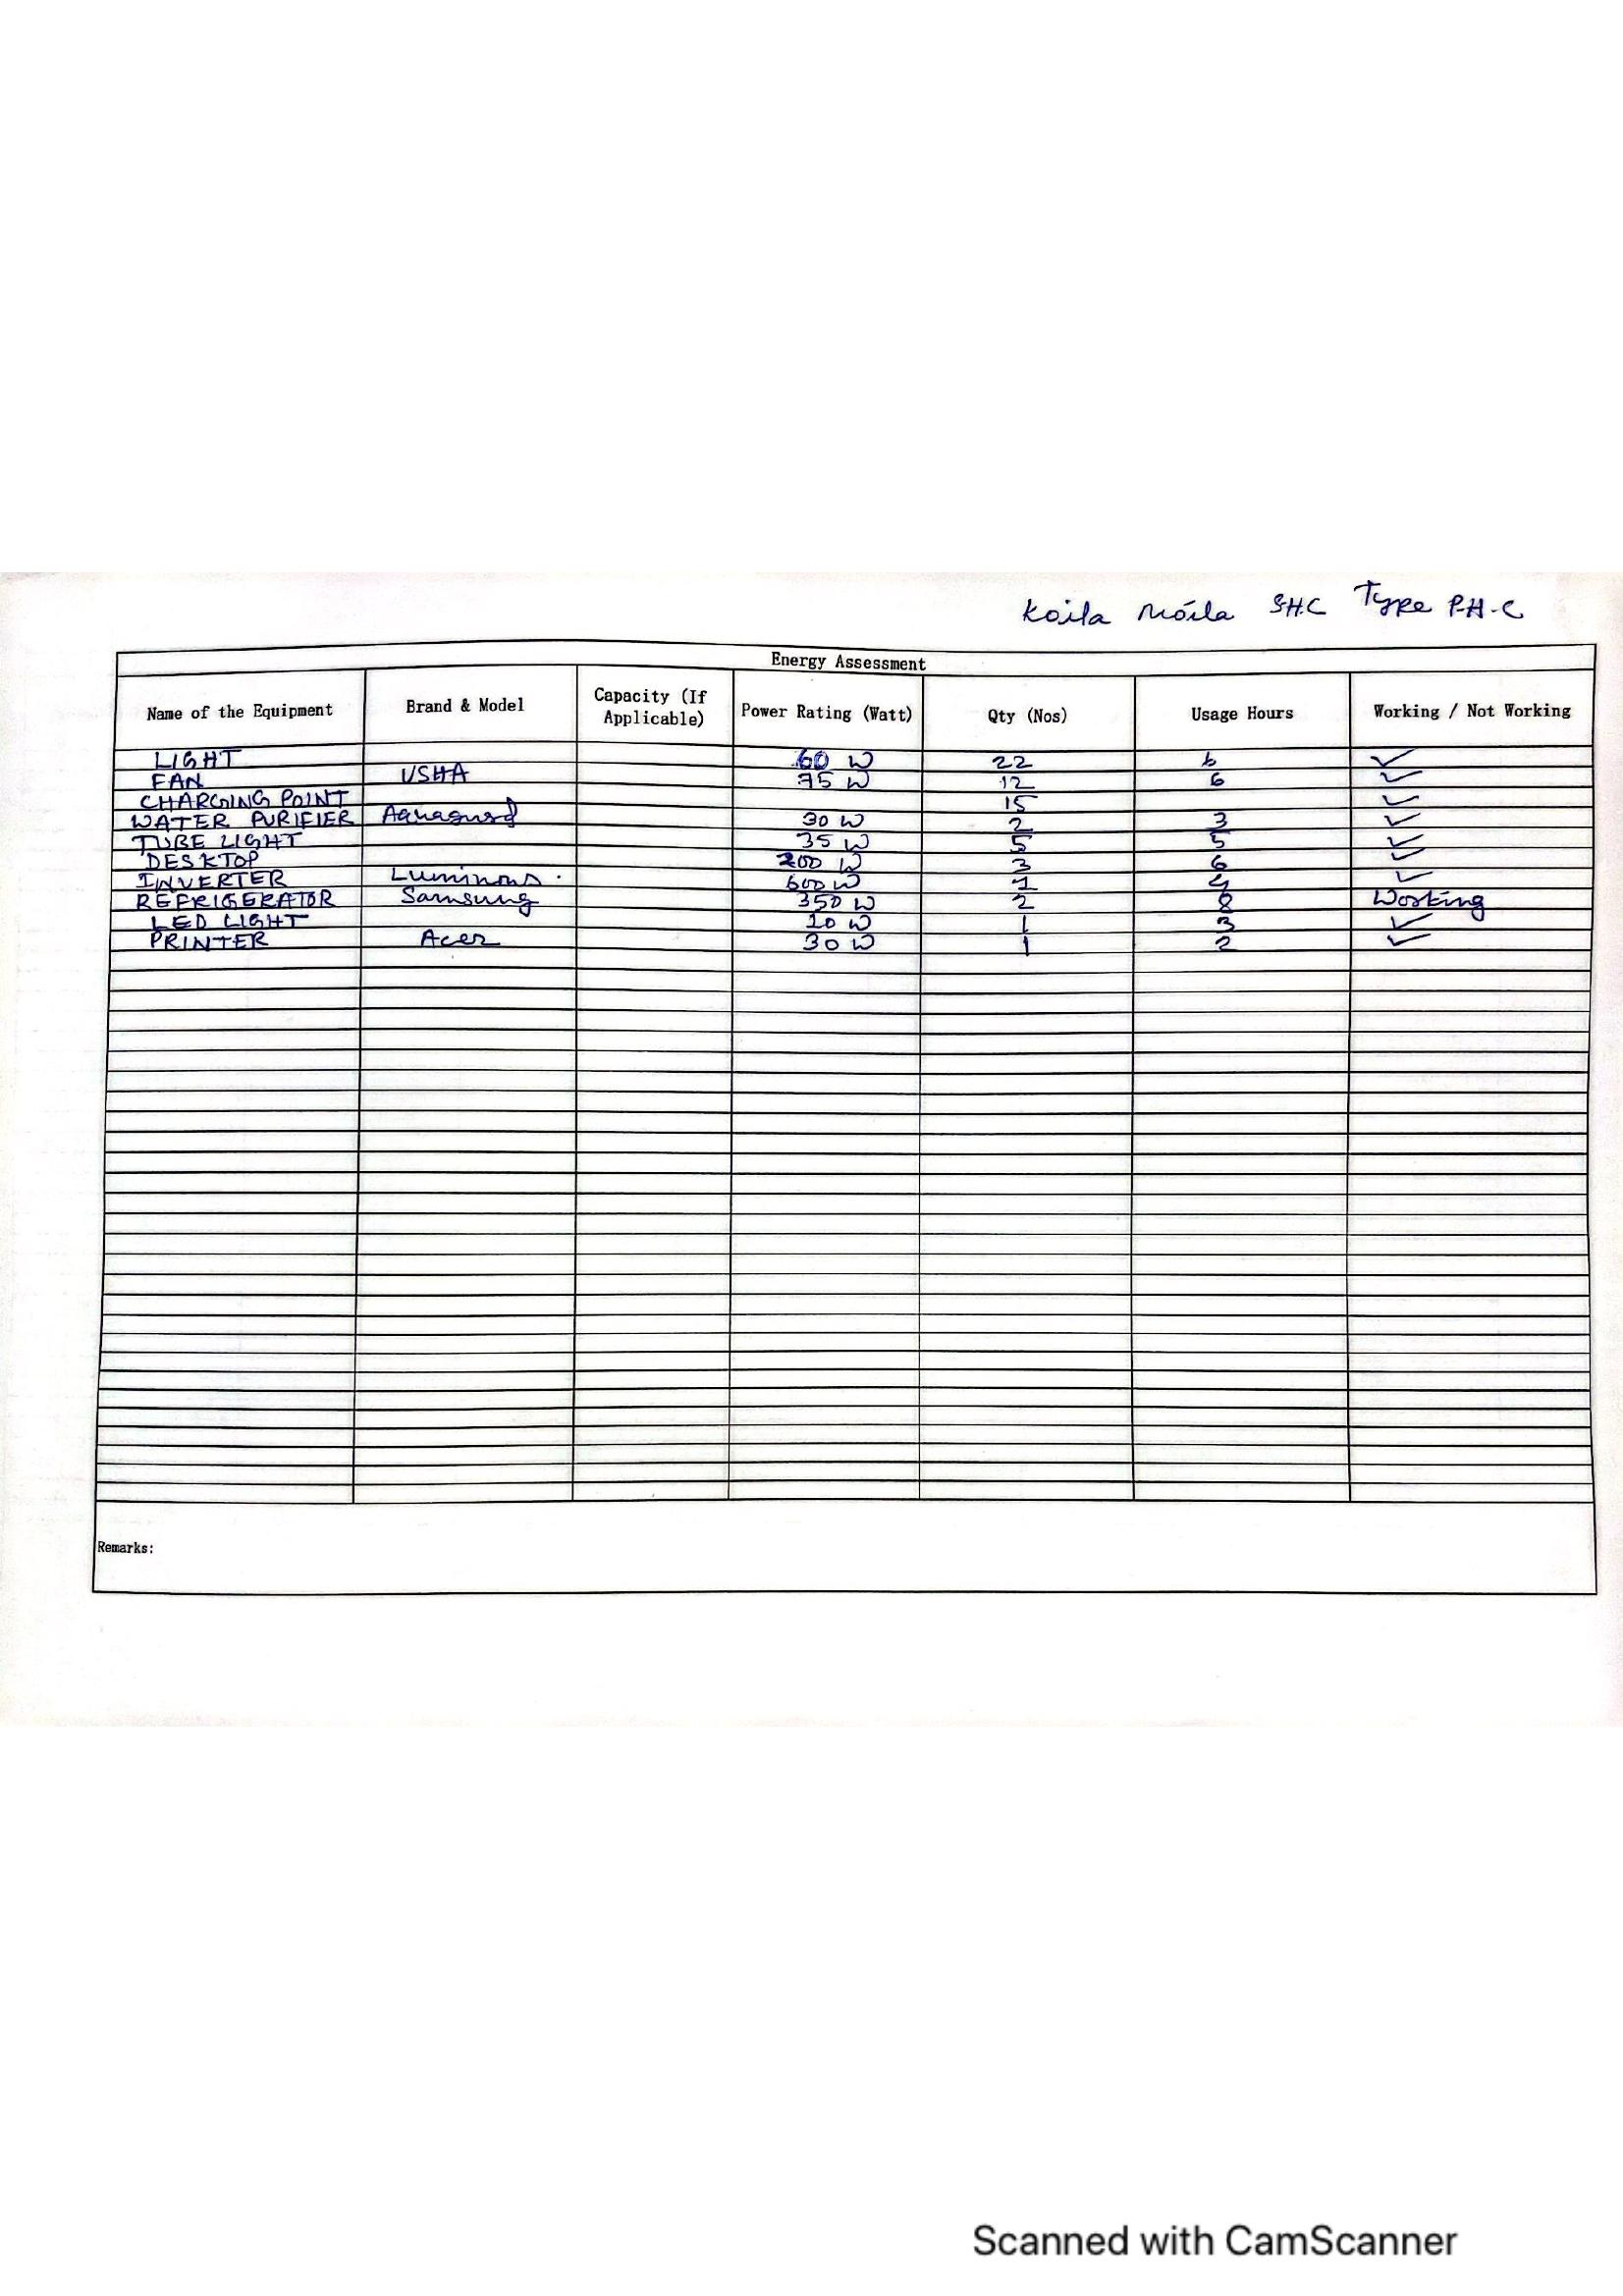 Koila Moila SHC Type P.H.C
Energy Assessment
Name of the Equipment Brand & Model Capacity (If Applicable) Power Rating (Watt) Qty (Nos) Usage Hours Working / Not Working
LIGHT 60 W 22 6 ✓
FAN USHA 75 W 12 6 ✓
CHARGING POINT 15 ✓
WATER PURIFIER 30 W 2 3 ✓
TUBE LIGHT 35 W 5 5 ✓
DESKTOP 200 W 3 6 ✓
INVERTER Luminous 600 W 1 4 ✓
REFRIGERATOR Samsung 350 W 2 8 Working
LED LIGHT 10 W 1 3 ✓
PRINTER Acer 30 W 1 2 ✓
Remarks:
Scanned with CamScanner